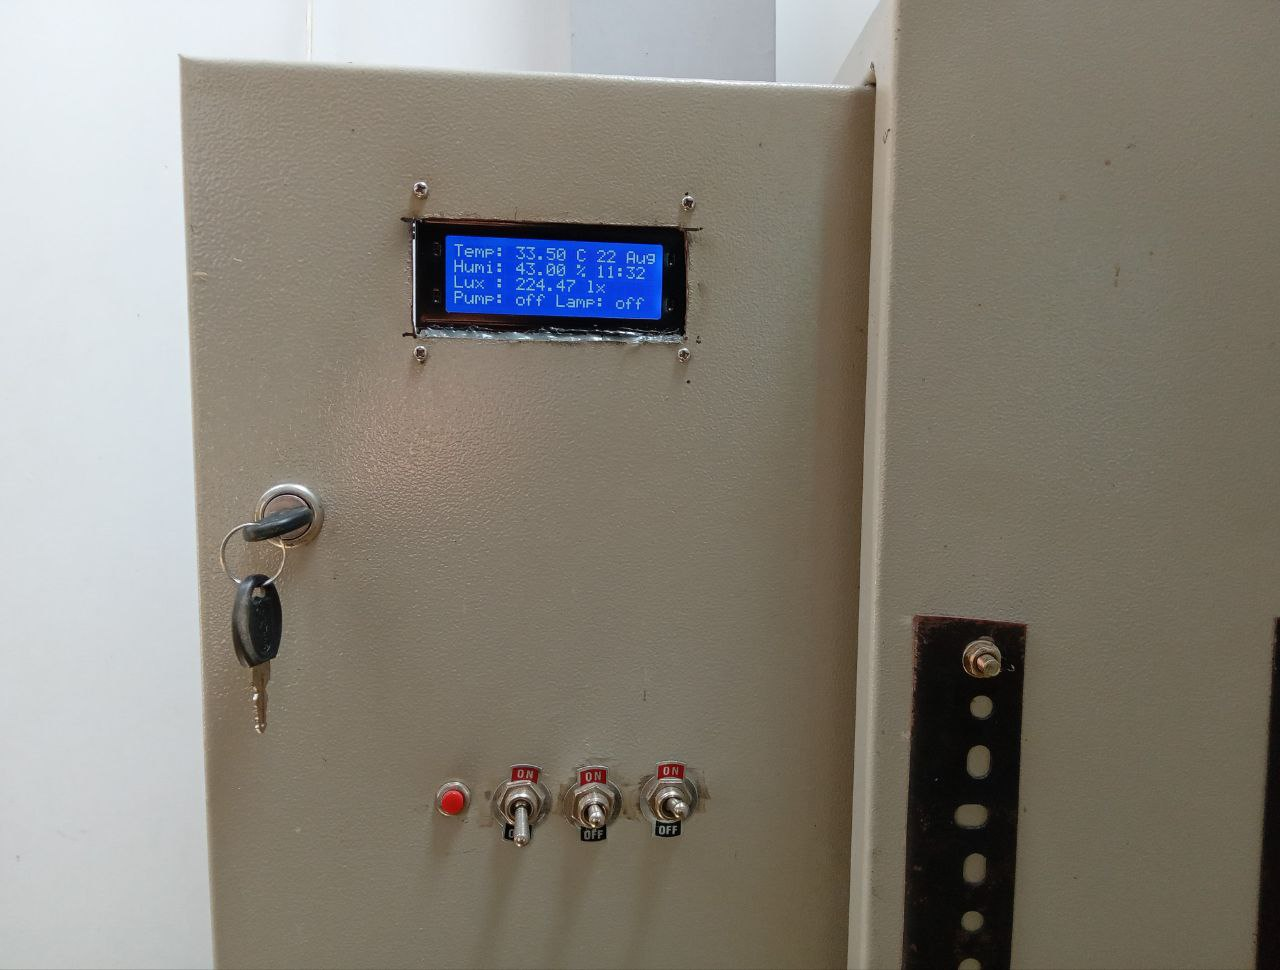 Temp: 33.50 C 22 Aug
Humi: 43.00 % 11:32
Lux : 224.47 lx
Pump: off Lamp: off
ON ON ON
OFF OFF